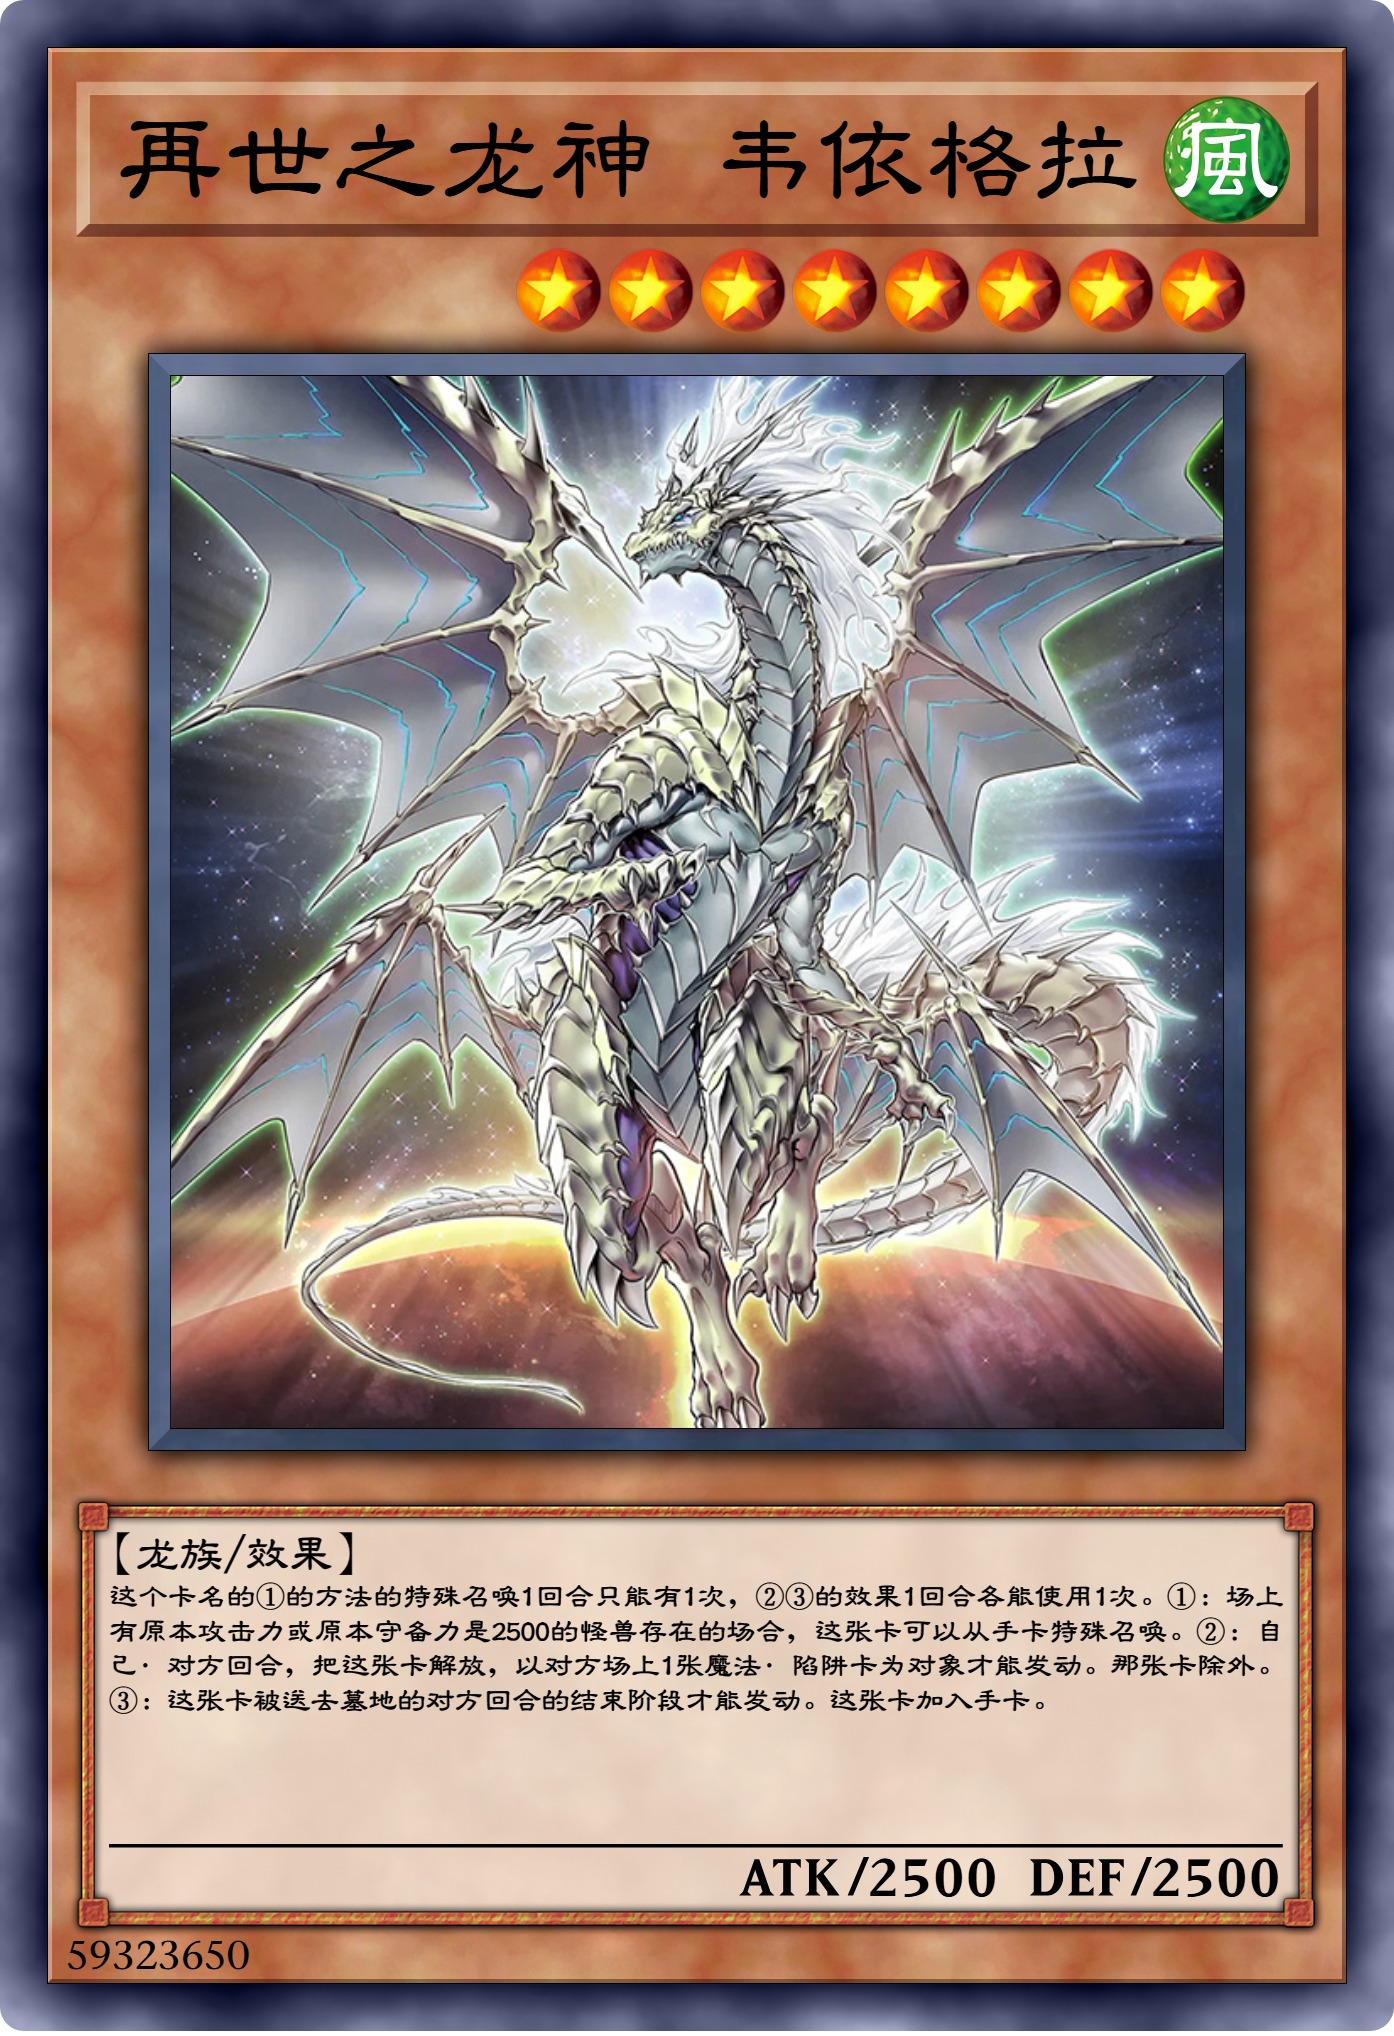 再世之龙神 韦依格拉
風
【龙族/效果】
这个卡名的①的方法的特殊召唤1回合只能有1次，②③的效果1回合各能使用1次。①：场上
有原本攻击力或原本守备力是2500的怪兽存在的场合，这张卡可以从手卡特殊召唤。②：自
己·对方回合，把这张卡解放，以对方场上1张魔法·陷阱卡为对象才能发动。那张卡除外。
③：这张卡被送去墓地的对方回合的结束阶段才能发动。这张卡加入手卡。
ATK/2500 DEF/2500
59323650